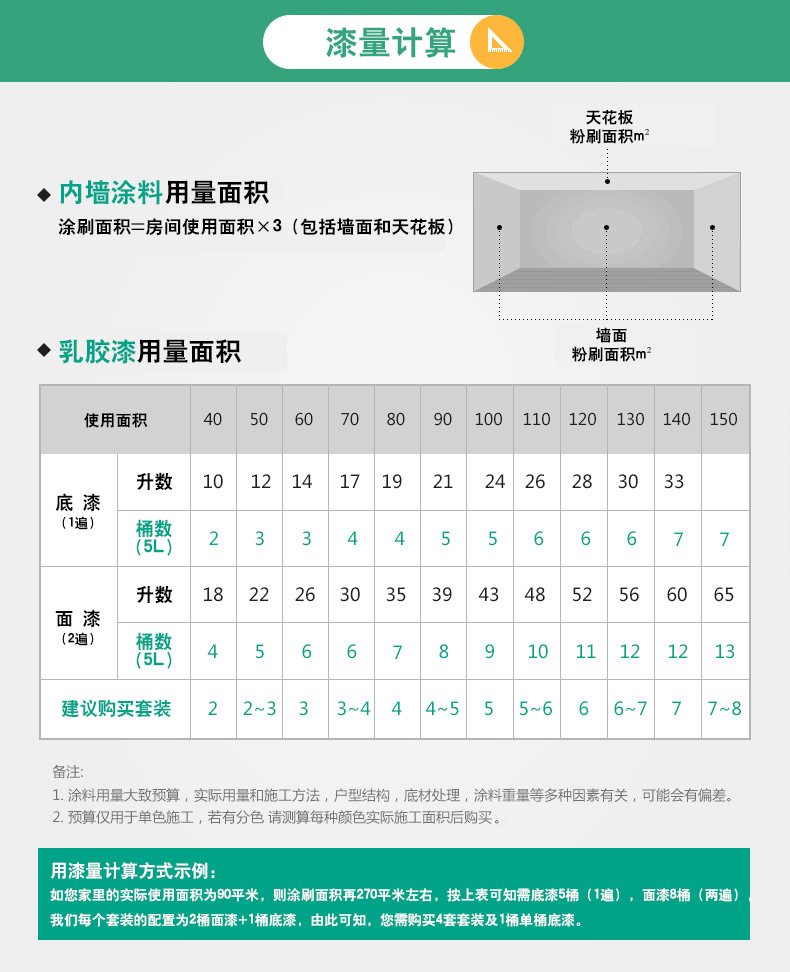 漆量计算
天花板
粉刷面积m²
内墙涂料用量面积
涂刷面积=房间使用面积×3（包括墙面和天花板）
墙面
粉刷面积m²
乳胶漆用量面积
使用面积 40 50 60 70 80 90 100 110 120 130 140 150
底 漆
（1遍）
升数 10 12 14 17 19 21 24 26 28 30 33
桶数
(5L) 2 3 3 4 4 5 5 6 6 6 7 7
面 漆
（2遍）
升数 18 22 26 30 35 39 43 48 52 56 60 65
桶数
(5L) 4 5 6 6 7 8 9 10 11 12 12 13
建议购买套装 2 2~3 3 3~4 4 4~5 5 5~6 6 6~7 7 7~8
备注:
1. 涂料用量大致预算，实际用量和施工方法，户型结构，底材处理，涂料重量等多种因素有关，可能会有偏差。
2. 预算仅用于单色施工，若有分色 请测算每种颜色实际施工面积后购买。
用漆量计算方式示例：
如您家里的实际使用面积为90平米，则涂刷面积再270平米左右，按上表可知需底漆5桶（1遍），面漆8桶（两遍），
我们每个套装的配置为2桶面漆+1桶底漆，由此可知，您需购买4套套装及1桶单桶底漆。